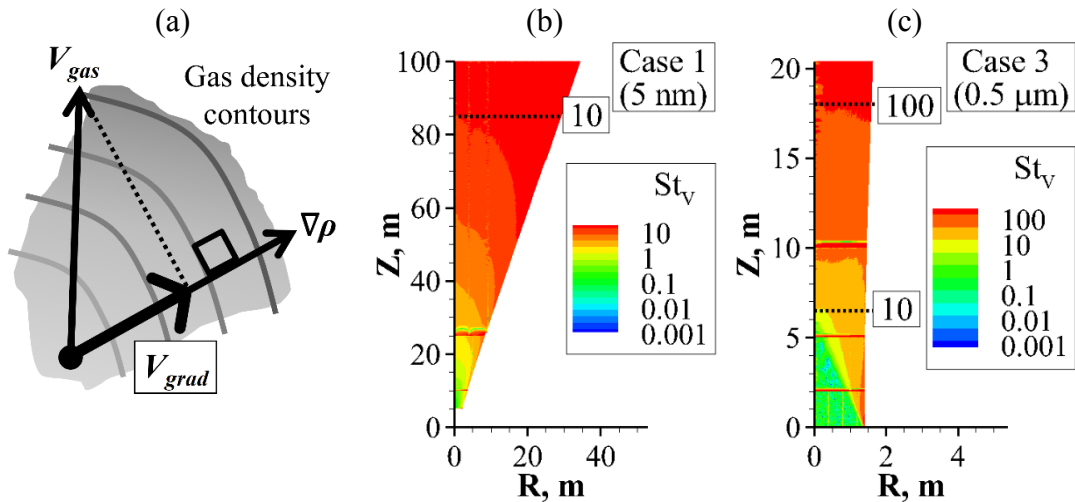 (a)
V_gas
Gas density
contours
∇ρ
V_grad
(b)
Case 1
(5 nm)
10
St_V
10
1
0.1
0.01
0.001
Z, m
100
80
60
40
20
0
0 20 40
R, m
(c)
Case 3
(0.5 μm)
100
10
St_V
100
10
1
0.1
0.01
0.001
Z, m
20
15
10
5
0
0 2 4
R, m